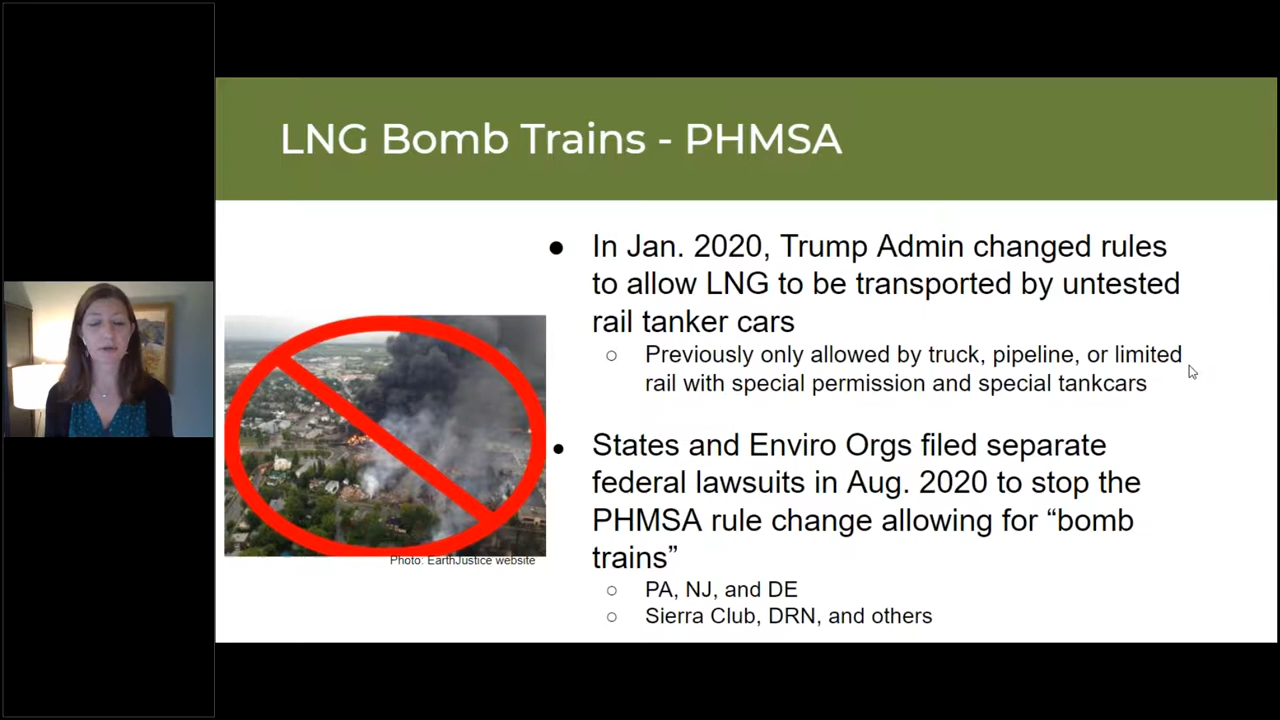 LNG Bomb Trains - PHMSA
● In Jan. 2020, Trump Admin changed rules
to allow LNG to be transported by untested
rail tanker cars
○ Previously only allowed by truck, pipeline, or limited
rail with special permission and special tankcars
● States and Enviro Orgs filed separate
federal lawsuits in Aug. 2020 to stop the
PHMSA rule change allowing for “bomb
trains”
○ PA, NJ, and DE
○ Sierra Club, DRN, and others
Photo: EarthJustice website